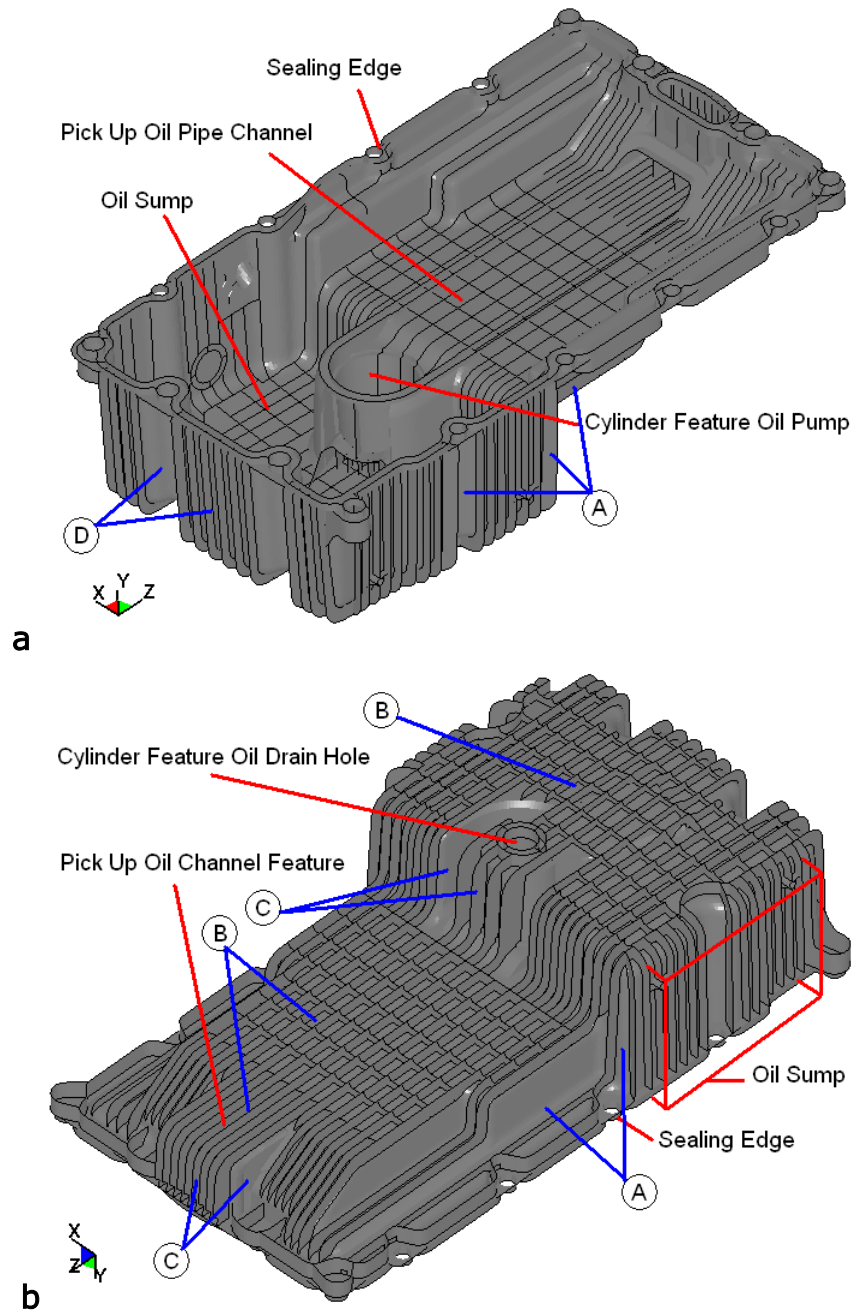 Sealing Edge
Pick Up Oil Pipe Channel
Oil Sump
Cylinder Feature Oil Pump
A
D
X Y Z
a
B
Cylinder Feature Oil Drain Hole
Pick Up Oil Channel Feature
C
B
Oil Sump
Sealing Edge
A
X
Z Y
C
b